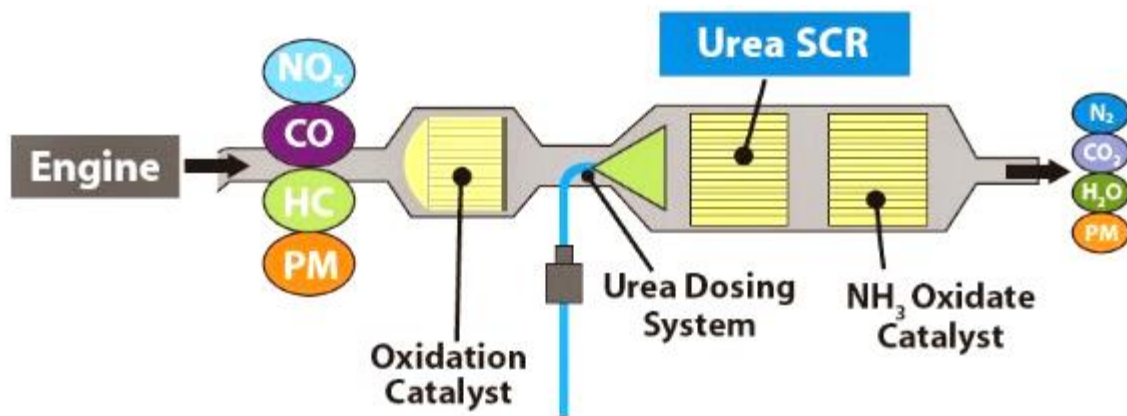 Urea SCR
NOx
CO
HC
PM
Engine
N₂
CO₂
H₂O
PM
Oxidation
Catalyst
Urea Dosing
System
NH₃ Oxidate
Catalyst